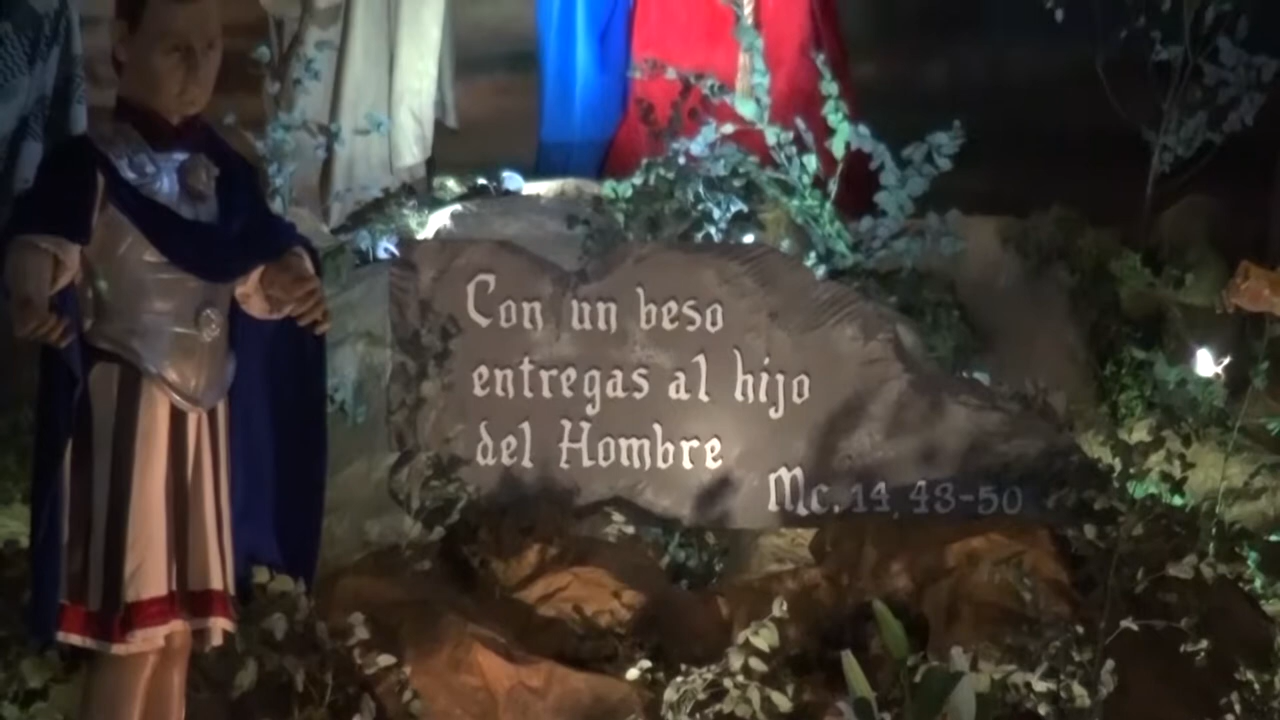 Con un beso
entregas al hijo
del Hombre
Mc. 14, 43-50